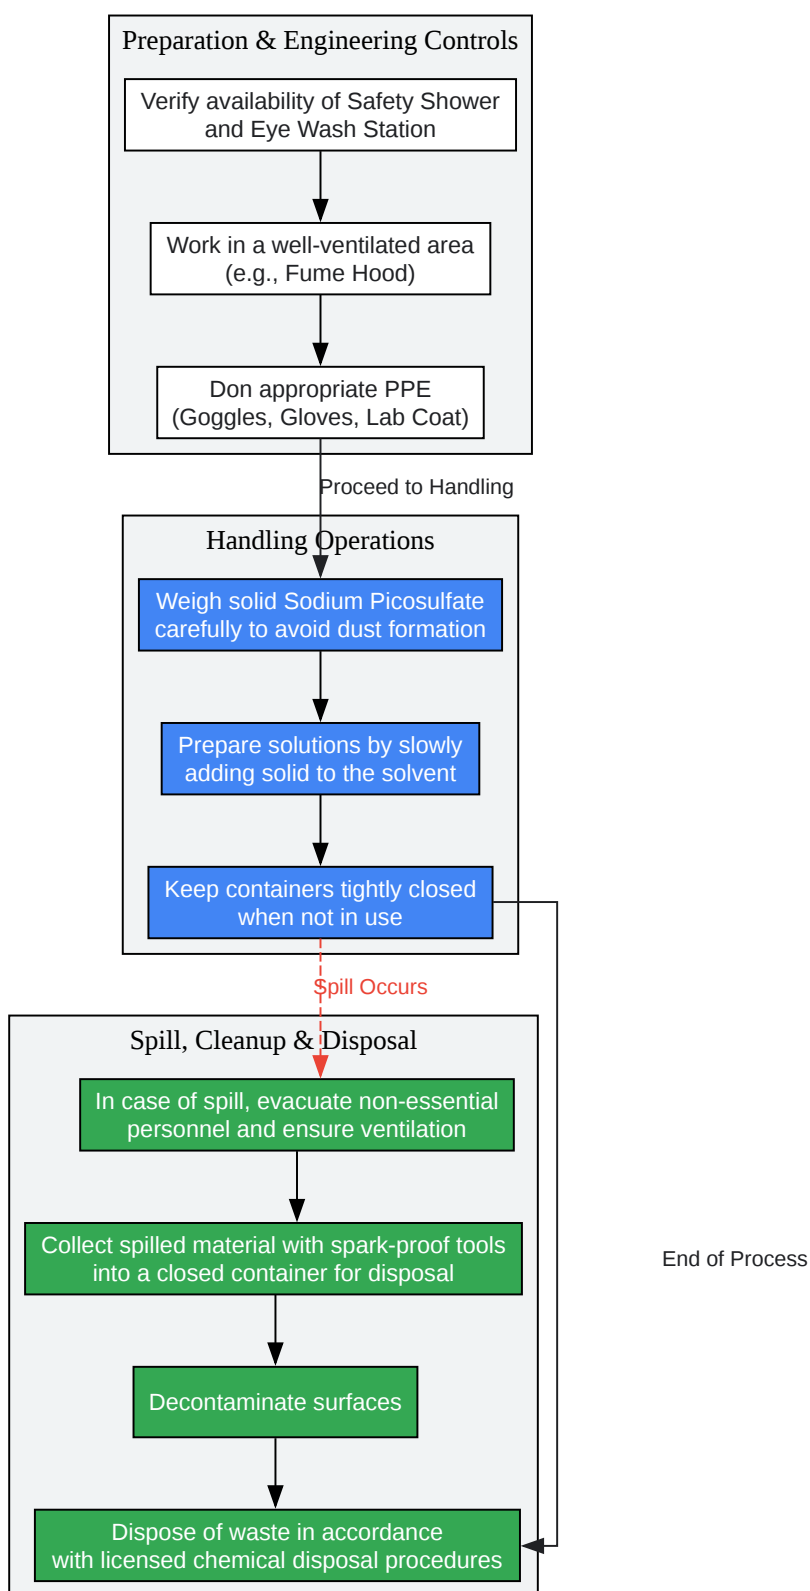 Preparation & Engineering Controls
Verify availability of Safety Shower
and Eye Wash Station
Work in a well-ventilated area
(e.g., Fume Hood)
Don appropriate PPE
(Goggles, Gloves, Lab Coat)
Proceed to Handling
Handling Operations
Weigh solid Sodium Picosulfate
carefully to avoid dust formation
Prepare solutions by slowly
adding solid to the solvent
Keep containers tightly closed
when not in use
Spill Occurs
Spill, Cleanup & Disposal
In case of spill, evacuate non-essential
personnel and ensure ventilation
Collect spilled material with spark-proof tools
into a closed container for disposal
End of Process
Decontaminate surfaces
Dispose of waste in accordance
with licensed chemical disposal procedures